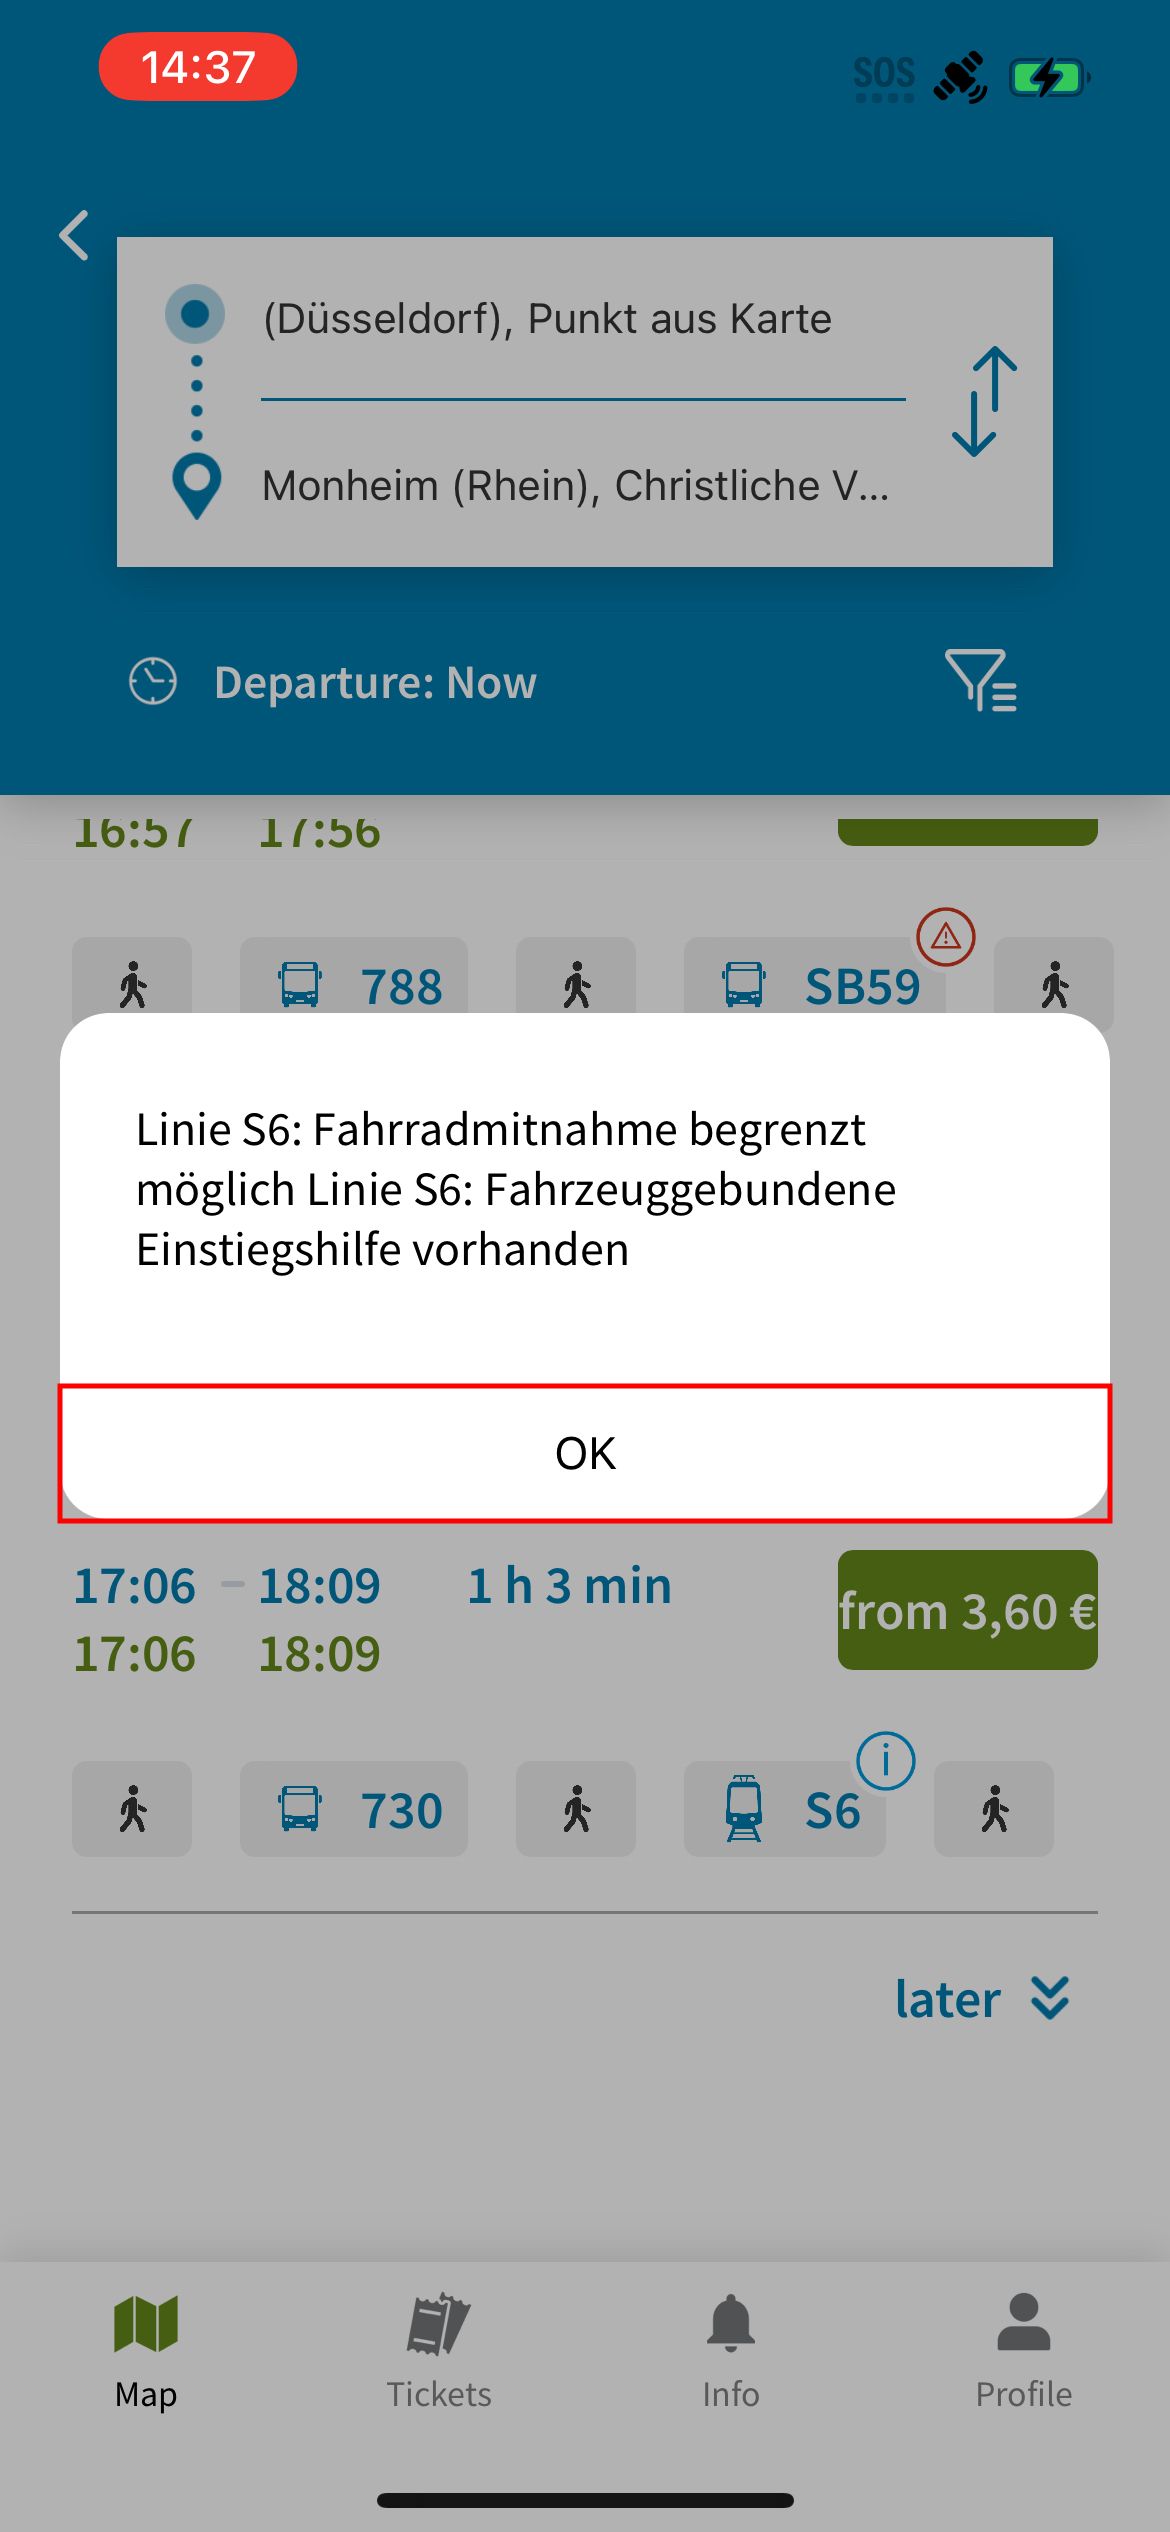 14:37
SOS
(Düsseldorf), Punkt aus Karte
Monheim (Rhein), Christliche V...
Departure: Now
16:57 17:56
788 SB59
Linie S6: Fahrradmitnahme begrenzt
möglich Linie S6: Fahrzeuggebundene
Einstiegshilfe vorhanden
OK
17:06 – 18:09 1 h 3 min
from 3,60 €
17:06 18:09
730 S6
later
Map Tickets Info Profile